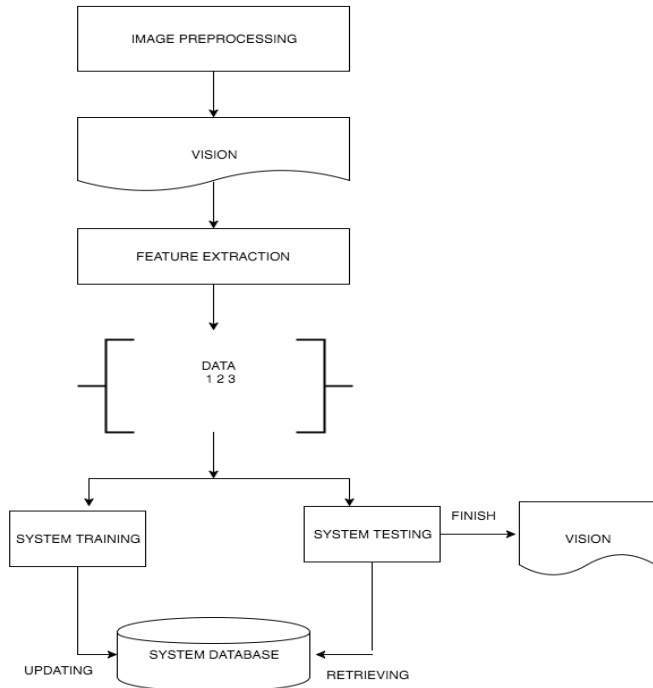 IMAGE PREPROCESSING
VISION
FEATURE EXTRACTION
DATA
1 2 3
SYSTEM TRAINING
SYSTEM TESTING
FINISH
VISION
UPDATING
SYSTEM DATABASE
RETRIEVING